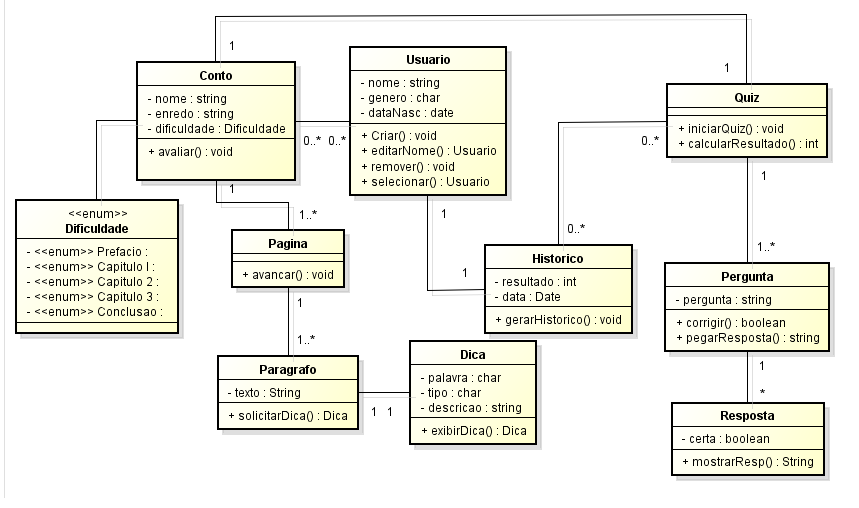 1
1
Conto
- nome : string
- enredo : string
- dificuldade : Dificuldade
+ avaliar() : void
0..*
0..*
Usuario
- nome : string
- genero : char
- dataNasc : date
+ Criar() : void
+ editarNome() : Usuario
+ remover() : void
+ selecionar() : Usuario
Quiz
+ iniciarQuiz() : void
+ calcularResultado() : int
0..*
0..*
1
1..*
1
1
1
1..*
<<enum>>
Dificuldade
- <<enum>> Prefacio :
- <<enum>> Capitulo I :
- <<enum>> Capitulo 2 :
- <<enum>> Capitulo 3 :
- <<enum>> Conclusao :
Pagina
+ avancar() : void
Historico
- resultado : int
- data : Date
+ gerarHistorico() : void
Pergunta
- pergunta : string
+ corrigir() : boolean
+ pegarResposta() : string
1
1..*
Paragrafo
- texto : String
+ solicitarDica() : Dica
1
1
Dica
- palavra : char
- tipo : char
- descricao : string
+ exibirDica() : Dica
1
*
Resposta
- certa : boolean
+ mostrarResp() : String